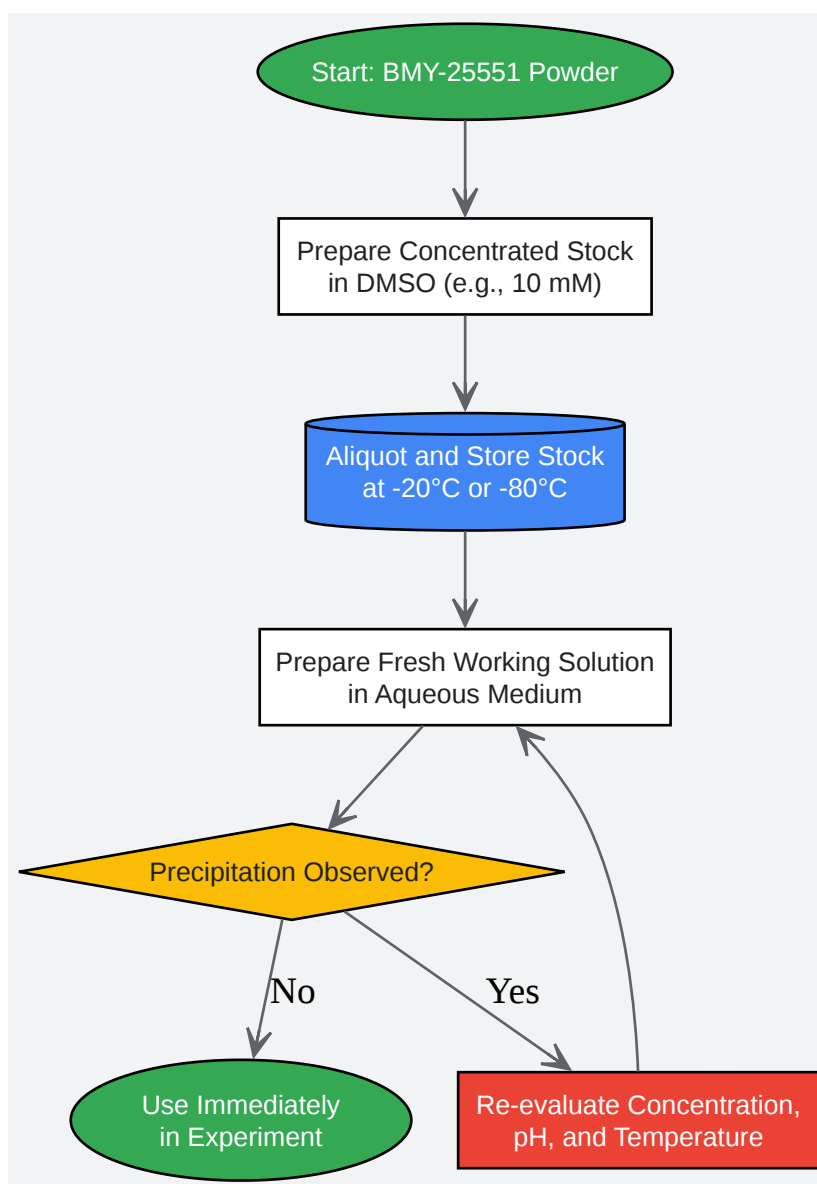 Start: BMY-25551 Powder
Prepare Concentrated Stock
in DMSO (e.g., 10 mM)
Aliquot and Store Stock
at -20°C or -80°C
Prepare Fresh Working Solution
in Aqueous Medium
Precipitation Observed?
No
Yes
Use Immediately
in Experiment
Re-evaluate Concentration,
pH, and Temperature